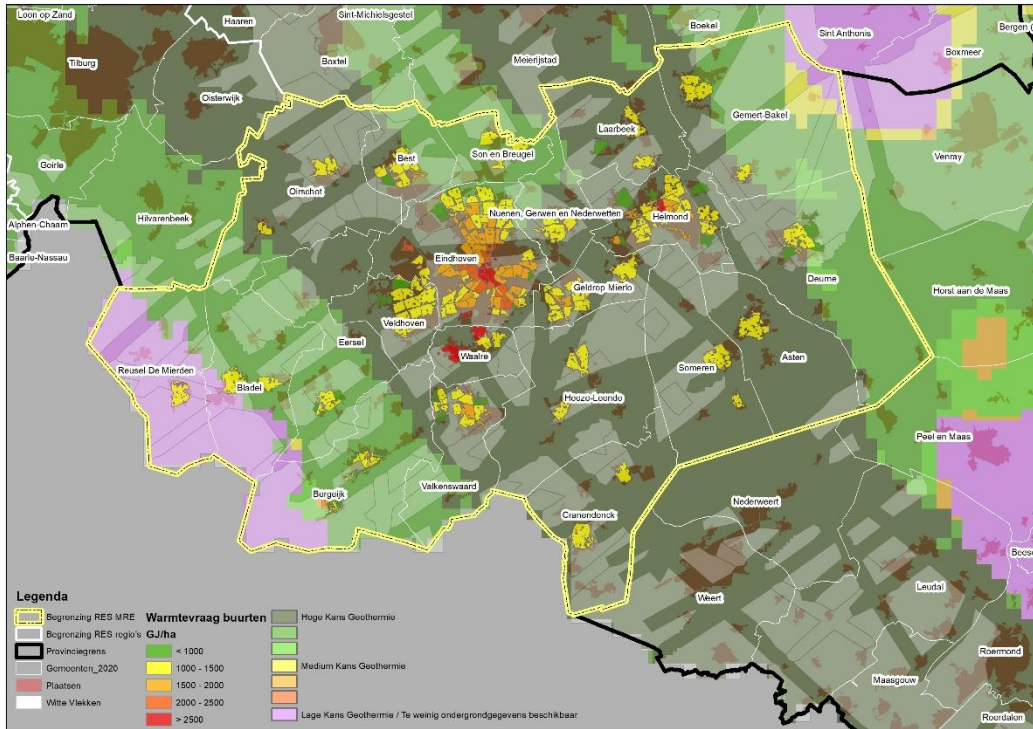 Loon op Zand
Haaren
Sint-Michielsgestel
Boekel
Sint Anthonis
Bergen (
Boxmeer
Tilburg
Boxtel
Meierijstad
Oisterwijk
Laarbeek
Gemert-Bakel
Venray
Goirle
Best
Son en Breugel
Oirschot
Alphen-Chaam
Hilvarenbeek
Nuenen, Gerwen en Nederwetten
Helmond
Baarle-Nassau
Eindhoven
Deurne
Geldrop Mierlo
Horst aan de Maas
Veldhoven
Eersel
Waalre
Asten
Reusel De Mierden
Someren
Bladel
Heeze-Leende
Peel en Maas
Bergeijk
Valkenswaard
Nederweert
Cranendonck
Beese
Weert
Leudal
Roermond
Maasgouw
Roerdalen
Legenda
Begrenzing RES MRE
Begrenzing RES regio's
Provinciegrens
Gemeenten_2020
Plaatsen
Witte Vlekken
Warmtevraag buurten
GJ/ha
< 1000
1000 - 1500
1500 - 2000
2000 - 2500
> 2500
Hoge Kans Geothermie
Medium Kans Geothermie
Lage Kans Geothermie / Te weinig ondergrondgegevens beschikbaar